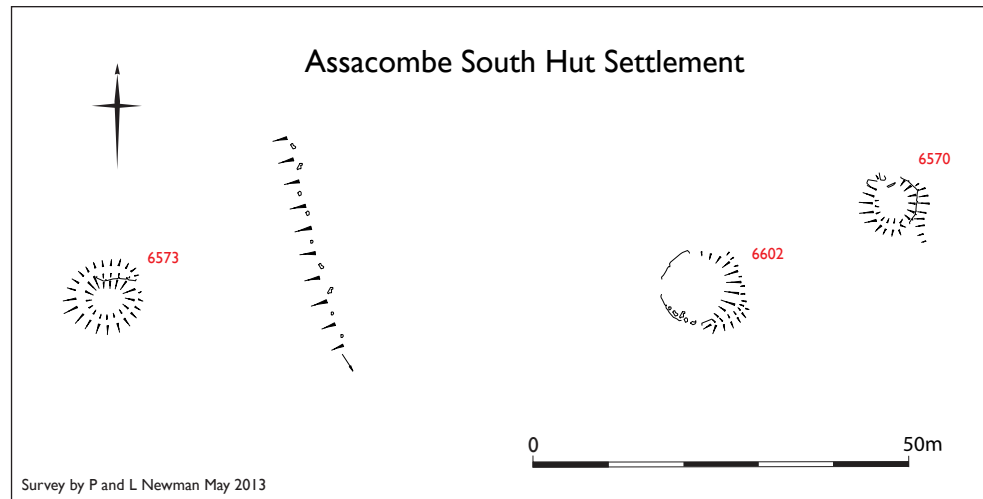 Assacombe South Hut Settlement
6570
6573
6602
0 50m
Survey by P and L Newman May 2013